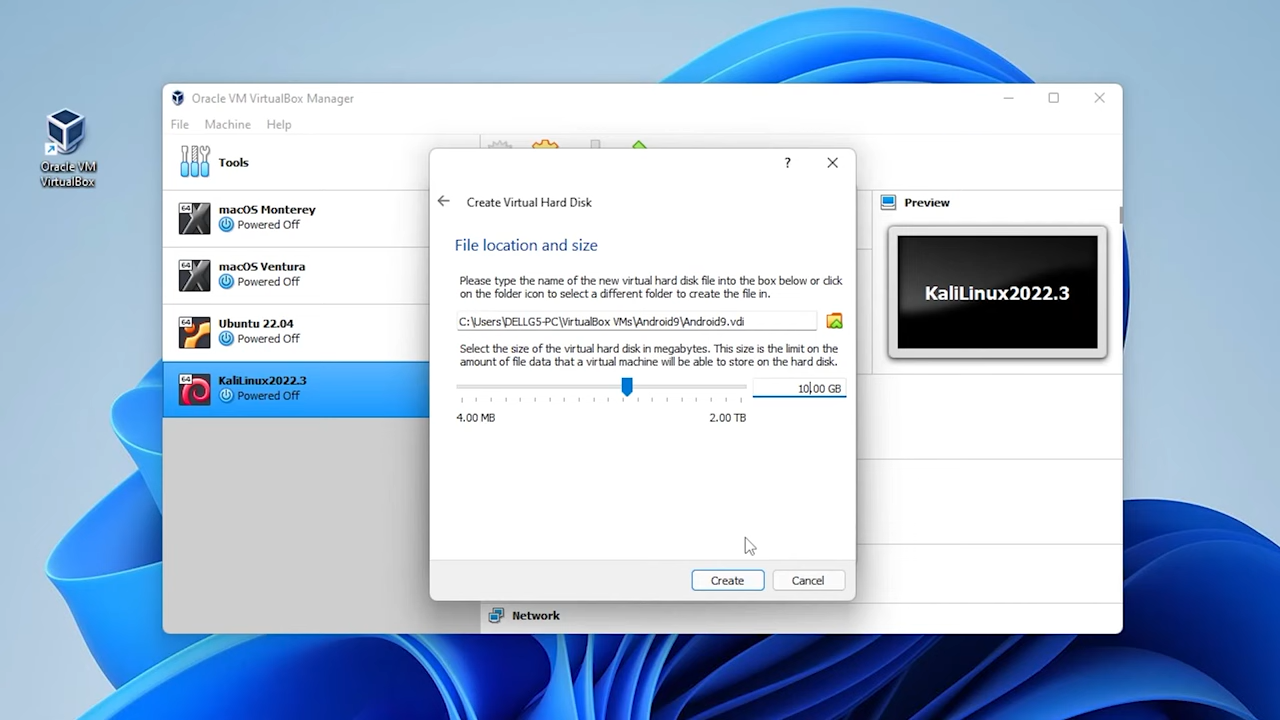 Oracle VM
VirtualBox
Oracle VM VirtualBox Manager
File Machine Help
Tools
64
macOS Monterey
Powered Off
64
macOS Ventura
Powered Off
64
Ubuntu 22.04
Powered Off
64
KaliLinux2022.3
Powered Off
?
Create Virtual Hard Disk
File location and size
Please type the name of the new virtual hard disk file into the box below or click
on the folder icon to select a different folder to create the file in.
C:\Users\DELLG5-PC\VirtualBox VMs\Android9\Android9.vdi
Select the size of the virtual hard disk in megabytes. This size is the limit on the
amount of file data that a virtual machine will be able to store on the hard disk.
10.00 GB
4.00 MB 2.00 TB
Create Cancel
Preview
KaliLinux2022.3
Network